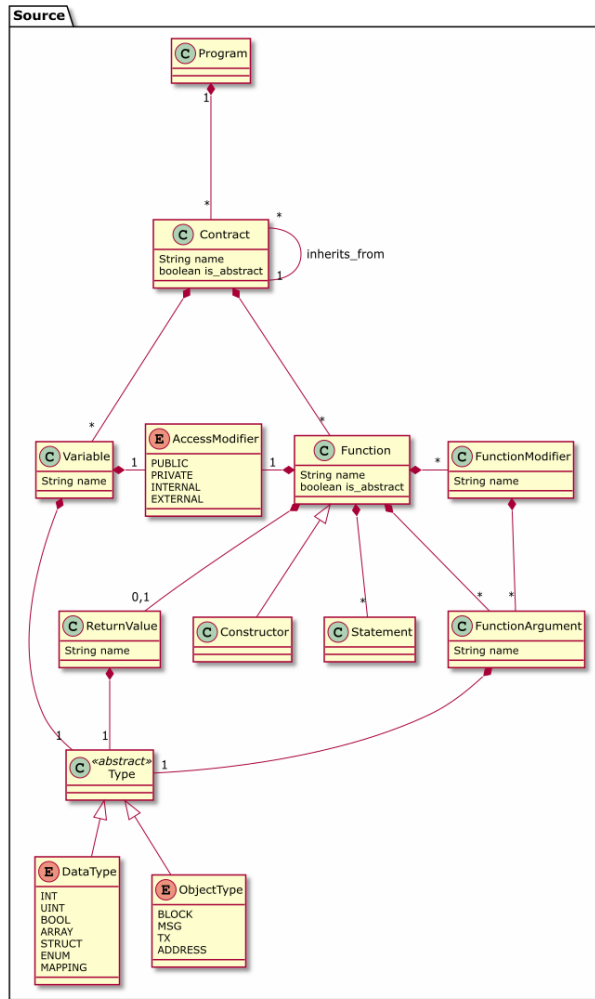 Source
C Program
1
*
C Contract
String name
boolean is_abstract
*
inherits_from
1
*
*
C Variable
String name
1
E AccessModifier
PUBLIC
PRIVATE
INTERNAL
EXTERNAL
1
C Function
String name
boolean is_abstract
*
C FunctionModifier
String name
0,1
*
*
*
C ReturnValue
String name
C Constructor
C Statement
C FunctionArgument
String name
1
1
1
C «abstract»
Type
E DataType
INT
UINT
BOOL
ARRAY
STRUCT
ENUM
MAPPING
E ObjectType
BLOCK
MSG
TX
ADDRESS